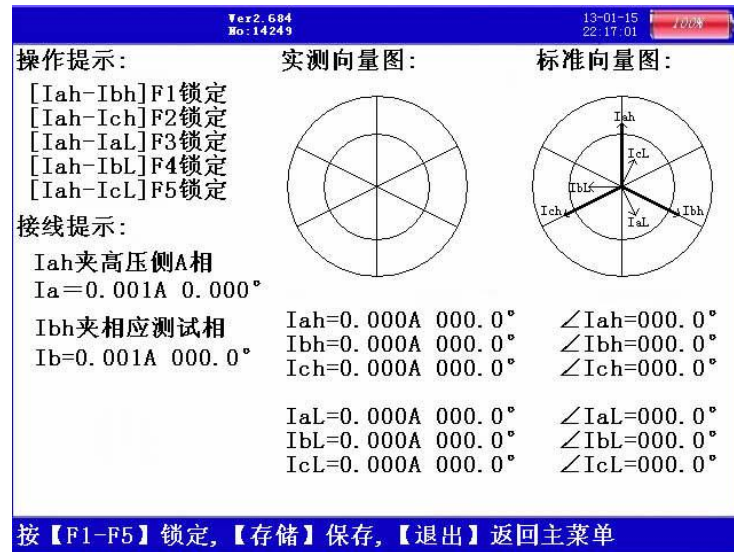 Ver2.684
No:14249
13-01-15
22:17:01
100%
操作提示:
[Iah-Ibh]F1锁定
[Iah-Ich]F2锁定
[Iah-IaL]F3锁定
[Iah-IbL]F4锁定
[Iah-IcL]F5锁定
接线提示:
Iah夹高压侧A相
Ia=0.001A 0.000°
Ibh夹相应测试相
Ib=0.001A 000.0°
实测向量图:
Iah=0.000A 000.0°
Ibh=0.000A 000.0°
Ich=0.000A 000.0°
IaL=0.000A 000.0°
IbL=0.000A 000.0°
IcL=0.000A 000.0°
标准向量图:
Iah
IcL
IbL
Ich
IaL
Ibh
∠Iah=000.0°
∠Ibh=000.0°
∠Ich=000.0°
∠IaL=000.0°
∠IbL=000.0°
∠IcL=000.0°
按【F1-F5】锁定,【存储】保存,【退出】返回主菜单